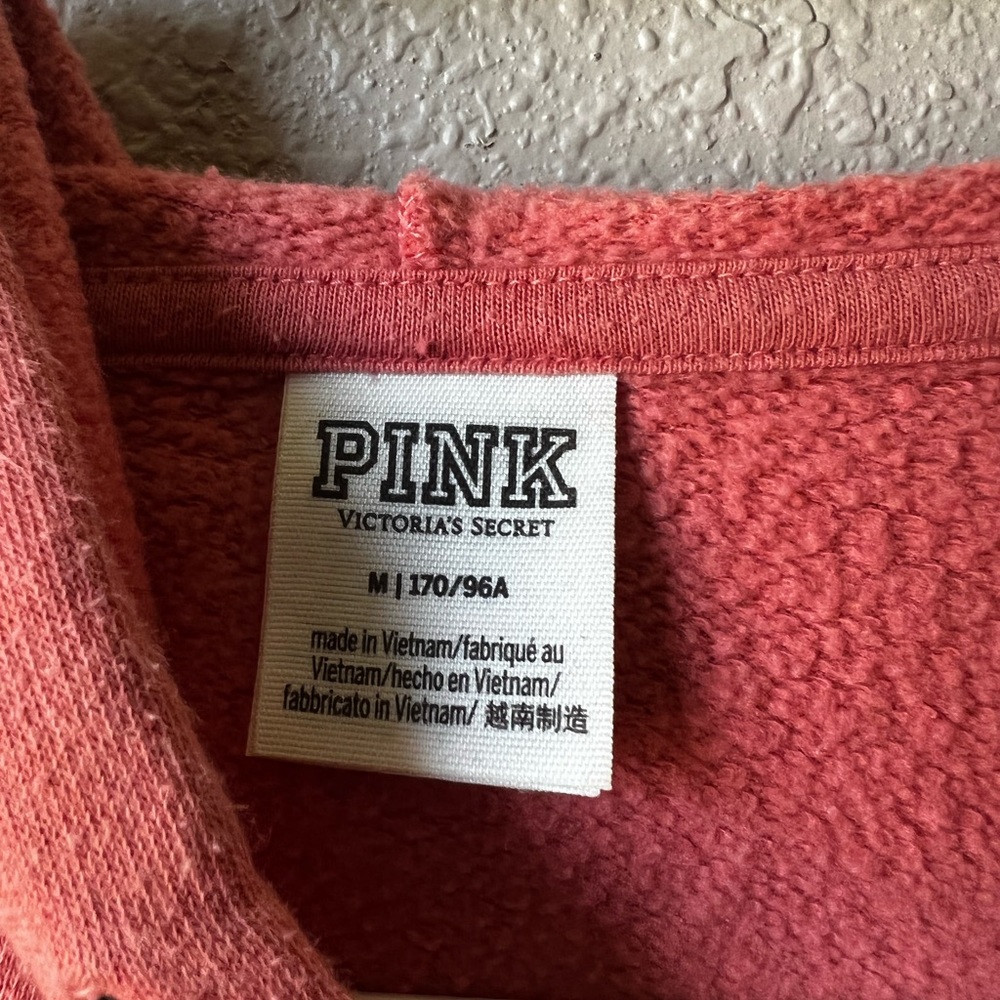 PINK
VICTORIA'S SECRET
M | 170/96A
made in Vietnam/fabriqué au
Vietnam/hecho en Vietnam/
fabbricato in Vietnam/ 越南制造